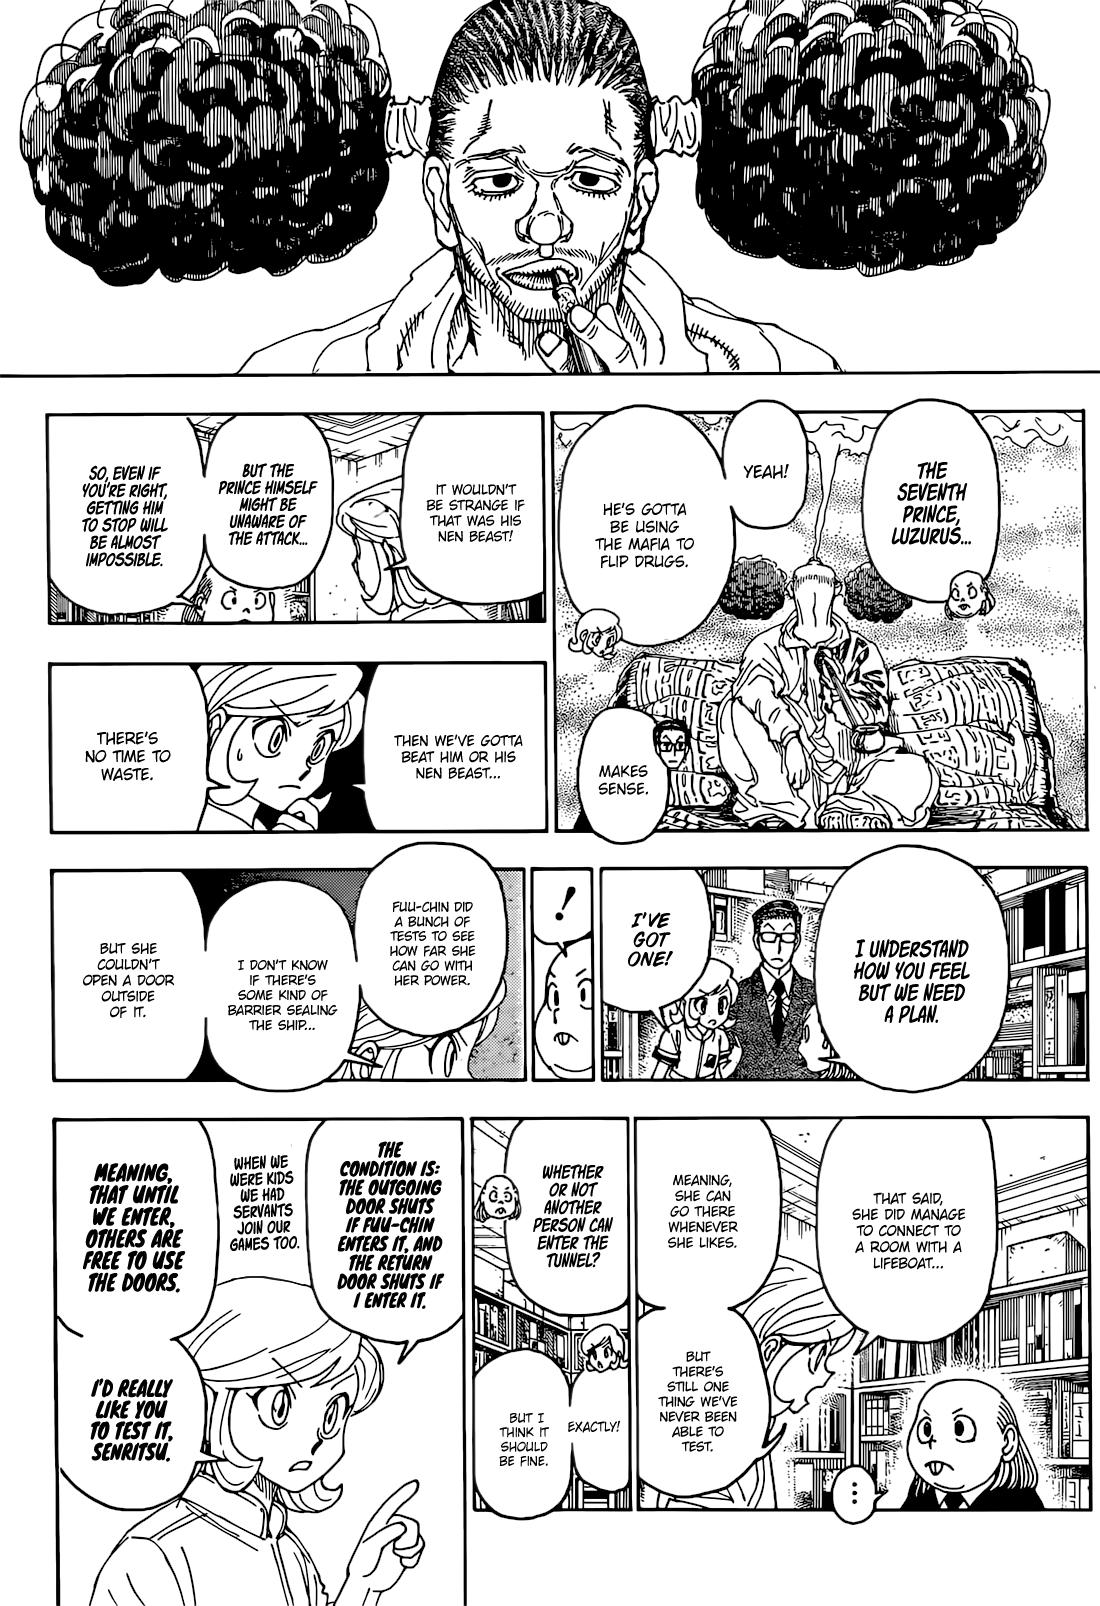 THE
SEVENTH
PRINCE,
LUZURUS...
YEAH!
HE'S GOTTA
BE USING
THE MAFIA TO
FLIP DRUGS.
MAKES
SENSE.
IT WOULDN'T
BE STRANGE IF
THAT WAS HIS
NEN BEAST!
BUT THE
PRINCE HIMSELF
MIGHT BE
UNAWARE OF
THE ATTACK...
SO, EVEN IF
YOU'RE RIGHT,
GETTING HIM
TO STOP WILL
BE ALMOST
IMPOSSIBLE.
THEN WE'VE GOTTA
BEAT HIM OR HIS
NEN BEAST...
THERE'S
NO TIME TO
WASTE.
I UNDERSTAND
HOW YOU FEEL
BUT WE NEED
A PLAN.
I'VE
GOT
ONE!
!
FUU-CHIN DID
A BUNCH OF
TESTS TO SEE
HOW FAR SHE
CAN GO WITH
HER POWER.
I DON'T KNOW
IF THERE'S
SOME KIND OF
BARRIER SEALING
THE SHIP...
BUT SHE
COULDN'T
OPEN A DOOR
OUTSIDE
OF IT.
THAT SAID,
SHE DID MANAGE
TO CONNECT TO
A ROOM WITH A
LIFEBOAT...
MEANING,
SHE CAN
GO THERE
WHENEVER
SHE LIKES.
BUT
THERE'S
STILL ONE
THING WE'VE
NEVER BEEN
ABLE TO
TEST.
...
WHETHER
OR NOT
ANOTHER
PERSON CAN
ENTER THE
TUNNEL?
EXACTLY!
BUT I
THINK IT
SHOULD
BE FINE.
THE
CONDITION IS:
THE OUTGOING
DOOR SHUTS
IF FUU-CHIN
ENTERS IT, AND
THE RETURN
DOOR SHUTS IF
I ENTER IT.
WHEN WE
WERE KIDS
WE HAD
SERVANTS
JOIN OUR
GAMES TOO.
MEANING,
THAT UNTIL
WE ENTER,
OTHERS ARE
FREE TO USE
THE DOORS.
I'D REALLY
LIKE YOU
TO TEST IT,
SENRITSU.